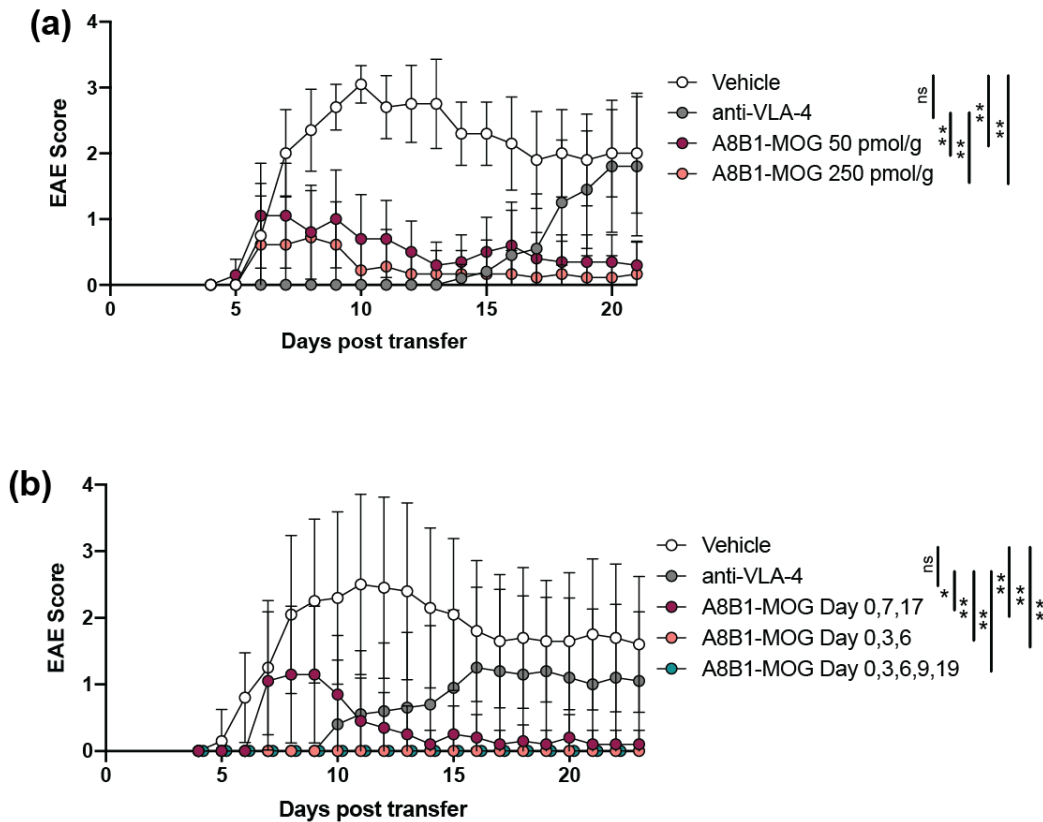 (a)
4
3
2
1
0
EAE Score
0 5 10 15 20
Days post transfer
Vehicle
anti-VLA-4
A8B1-MOG 50 pmol/g
A8B1-MOG 250 pmol/g
ns
**
**
**
**
(b)
4
3
2
1
0
EAE Score
0 5 10 15 20
Days post transfer
Vehicle
anti-VLA-4
A8B1-MOG Day 0,7,17
A8B1-MOG Day 0,3,6
A8B1-MOG Day 0,3,6,9,19
ns
*
**
**
**
**
**